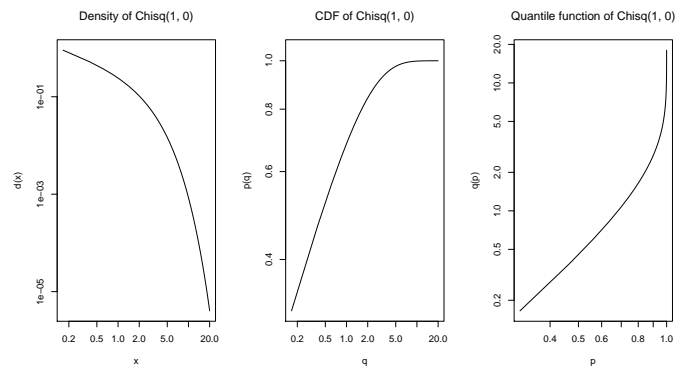 Density of Chisq(1, 0)
d(x)
1e-01
1e-03
1e-05
0.2 0.5 1.0 2.0 5.0 20.0
x
CDF of Chisq(1, 0)
p(q)
1.0
0.8
0.6
0.4
0.2 0.5 1.0 2.0 5.0 20.0
q
Quantile function of Chisq(1, 0)
q(p)
20.0
10.0
5.0
2.0
1.0
0.5
0.2
0.4 0.5 0.6 0.8 1.0
p